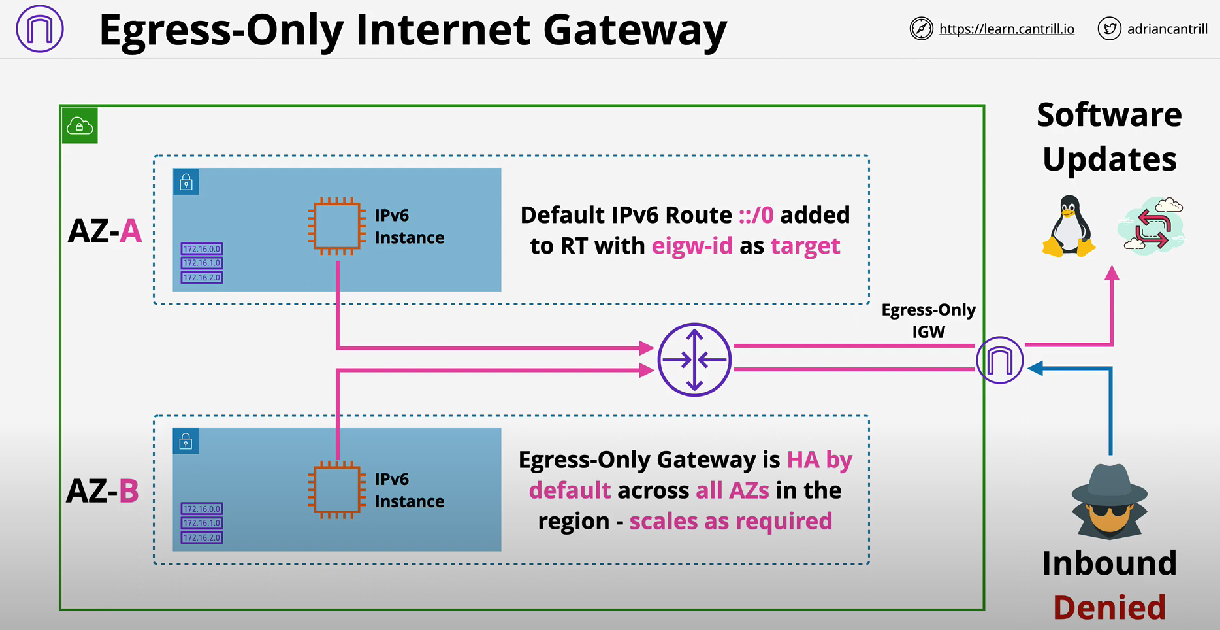 Egress-Only Internet Gateway
https://learn.cantrill.io
adriancantrill
Software
Updates
AZ-A
IPv6
Instance
172.16.0.0
172.16.1.0
172.16.2.0
Default IPv6 Route ::/0 added
to RT with eigw-id as target
Egress-Only
IGW
AZ-B
IPv6
Instance
172.16.0.0
172.16.1.0
172.16.2.0
Egress-Only Gateway is HA by
default across all AZs in the
region - scales as required
Inbound
Denied